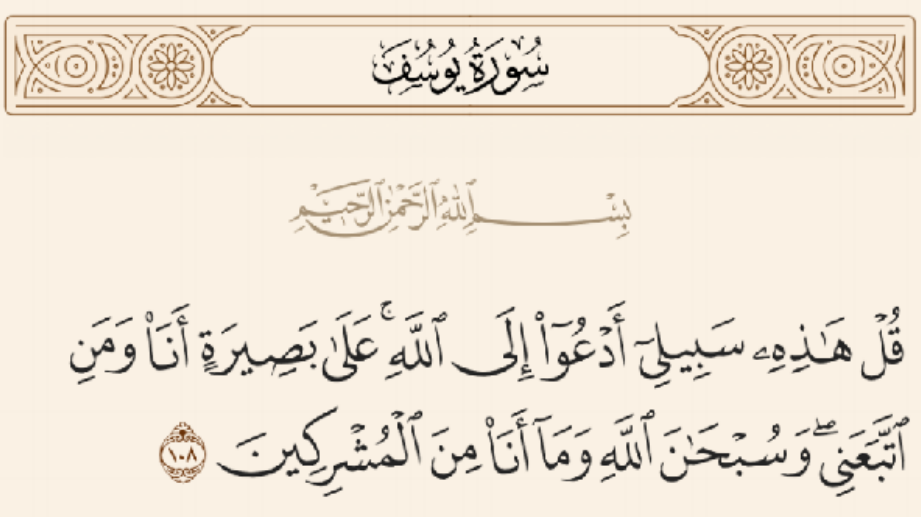 سُورَةُ يُوسُفَ
بِسْمِ ٱللَّهِ ٱلرَّحْمَٰنِ ٱلرَّحِيمِ
قُلْ هَٰذِهِۦ سَبِيلِىٓ أَدْعُوٓا۟ إِلَى ٱللَّهِ ۚ عَلَىٰ بَصِيرَةٍ أَنَا۠ وَمَنِ
ٱتَّبَعَنِى ۖ وَسُبْحَٰنَ ٱللَّهِ وَمَآ أَنَا۠ مِنَ ٱلْمُشْرِكِينَ ١٠٨